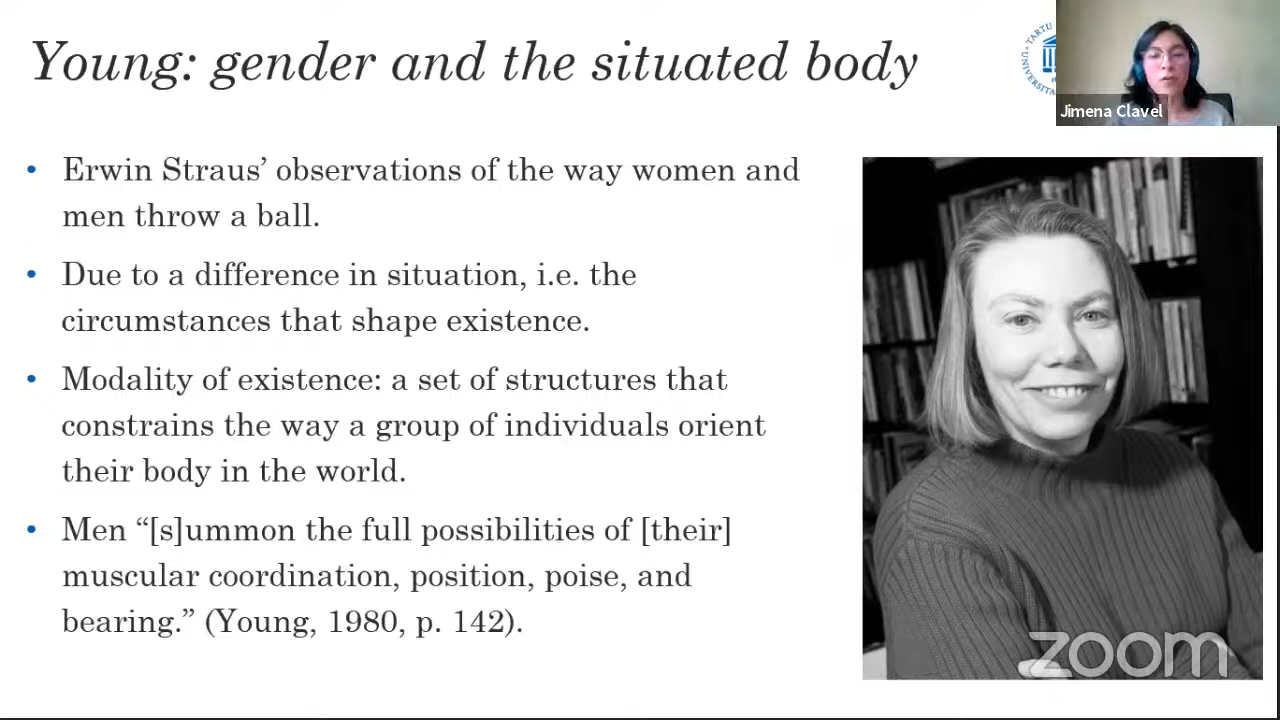 Young: gender and the situated body
TARTU
UNIVERSITAS
Jimena Clavel
• Erwin Straus’ observations of the way women and
men throw a ball.
• Due to a difference in situation, i.e. the
circumstances that shape existence.
• Modality of existence: a set of structures that
constrains the way a group of individuals orient
their body in the world.
• Men “[s]ummon the full possibilities of [their]
muscular coordination, position, poise, and
bearing.” (Young, 1980, p. 142).
zoom